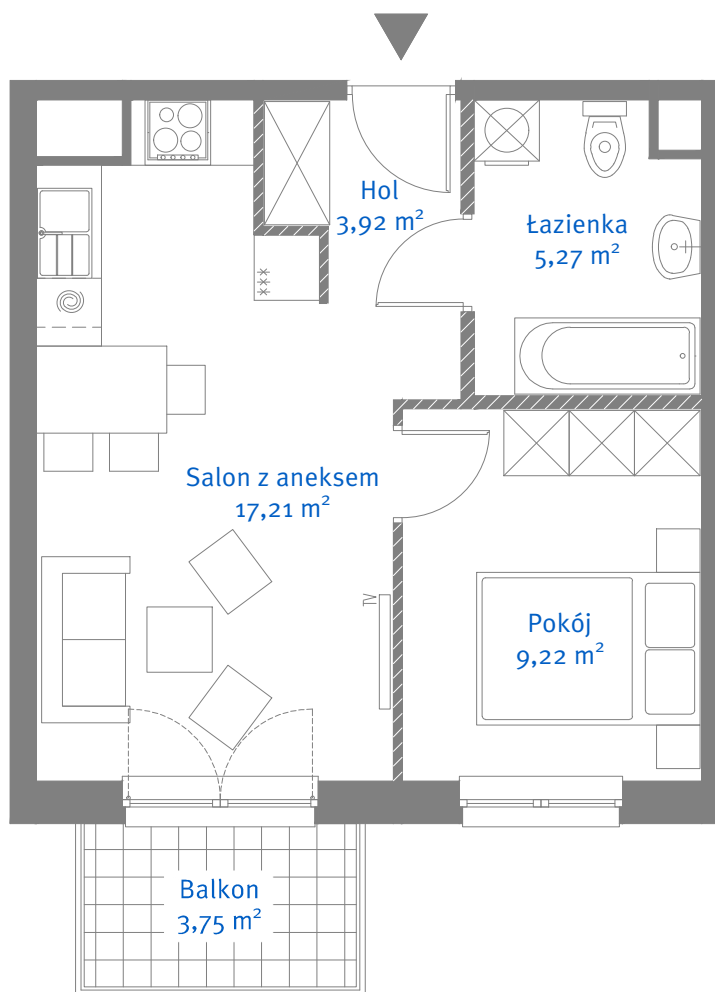 Hol
3,92 m²
Łazienka
5,27 m²
Salon z aneksem
17,21 m²
TV
Pokój
9,22 m²
Balkon
3,75 m²